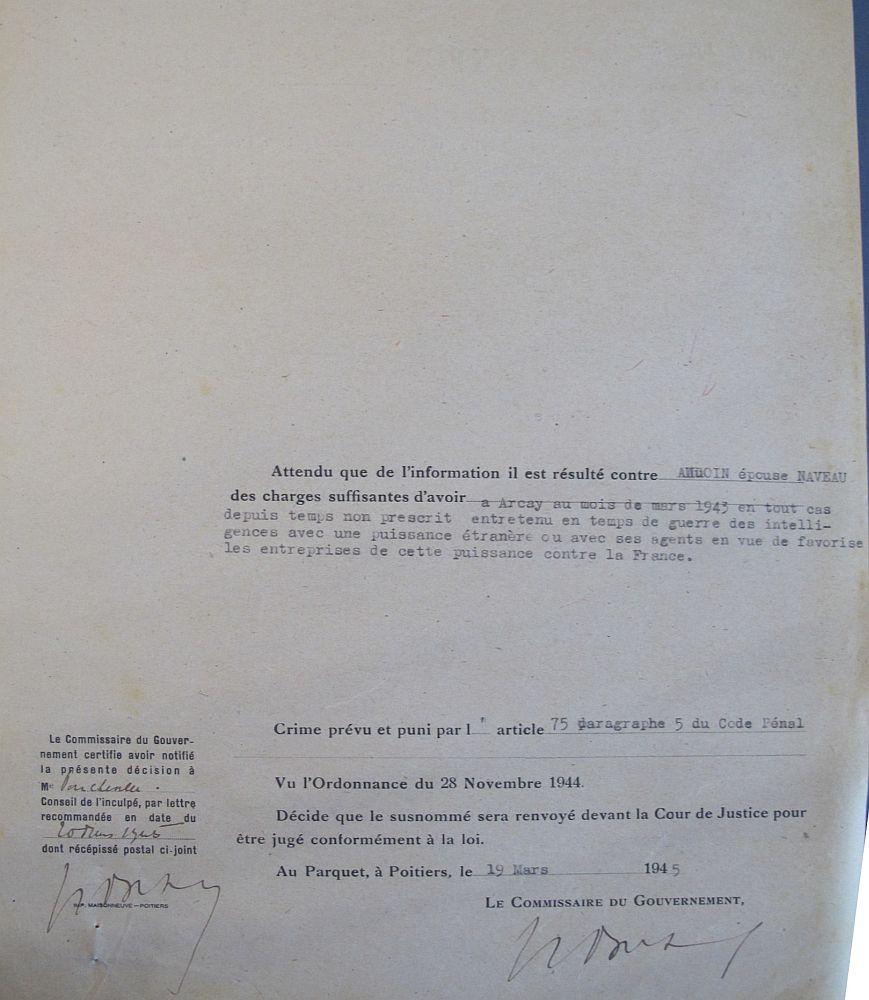 Attendu que de l'information il est résulté contre AMUOIN épouse NAVEAU
des charges suffisantes d'avoir a Arcay au mois de mars 1943 en tout cas
depuis temps non prescrit entretenu en temps de guerre des intelli-
gences avec une puissance étranère ou avec ses agents en vue de favorise
les entreprises de cette puissance contre la France.
Crime prévu et puni par l' article 75 paragraphe 5 du Code Pénal
Vu l'Ordonnance du 28 Novembre 1944.
Décide que le susnommé sera renvoyé devant la Cour de Justice pour
être jugé conformément à la loi.
Au Parquet, à Poitiers, le 19 Mars 1945
LE COMMISSAIRE DU GOUVERNEMENT,
Le Commissaire du Gouver-
nement certifie avoir notifié
la présente décision à
Me
Conseil de l'inculpé, par lettre
recommandée en date du
20 Mars 1945
dont récépissé postal ci-joint
IMP. MAISONNEUVE – POITIERS